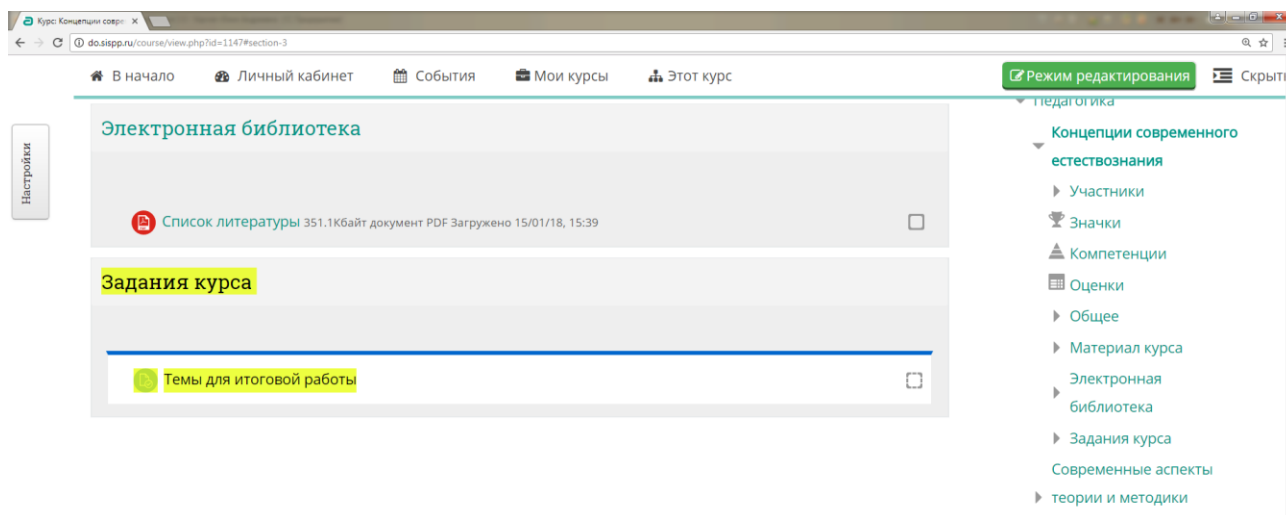 Курс: Концепции совре
do.sispp.ru/course/view.php?id=1147#section-3
В начало Личный кабинет События Мои курсы Этот курс Режим редактирования Скрыть
Настройки
Электронная библиотека
Список литературы 351.1Кбайт документ PDF Загружено 15/01/18, 15:39
Задания курса
Темы для итоговой работы
Педагогика
Концепции современного
естествознания
Участники
Значки
Компетенции
Оценки
Общее
Материал курса
Электронная
библиотека
Задания курса
Современные аспекты
теории и методики